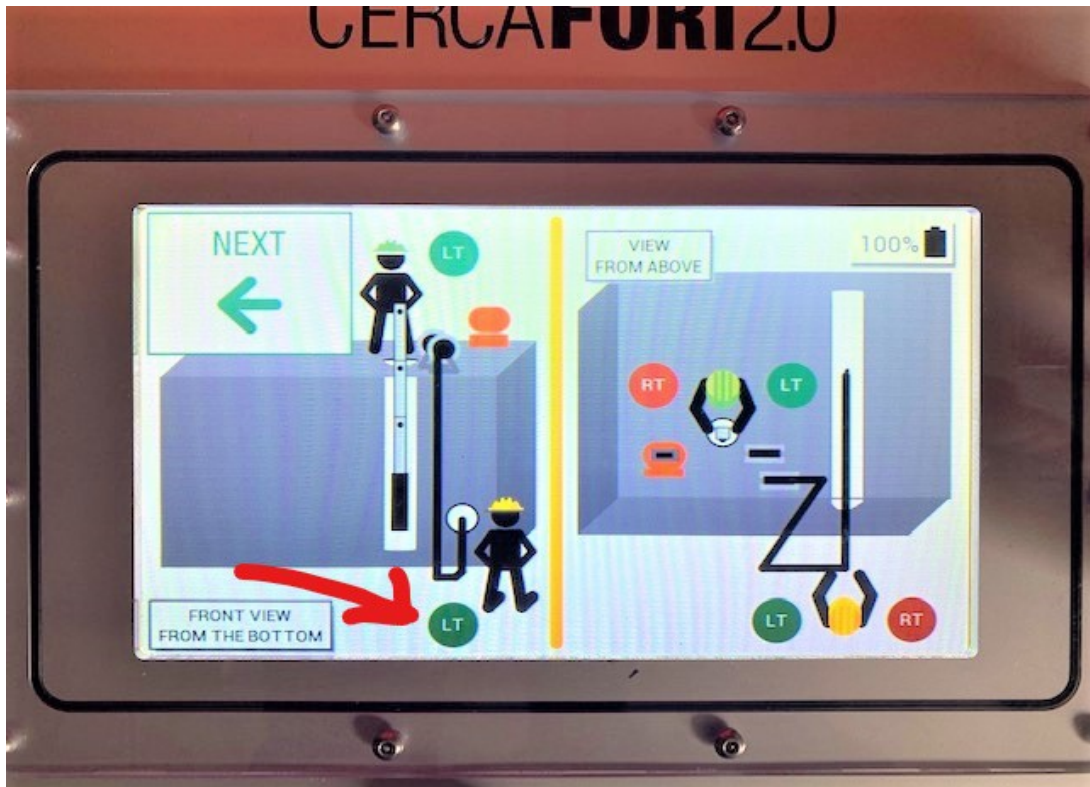 CERCAFORI2.0
NEXT
LT
FRONT VIEW
FROM THE BOTTOM
LT
VIEW
FROM ABOVE
100%
RT
LT
LT
RT